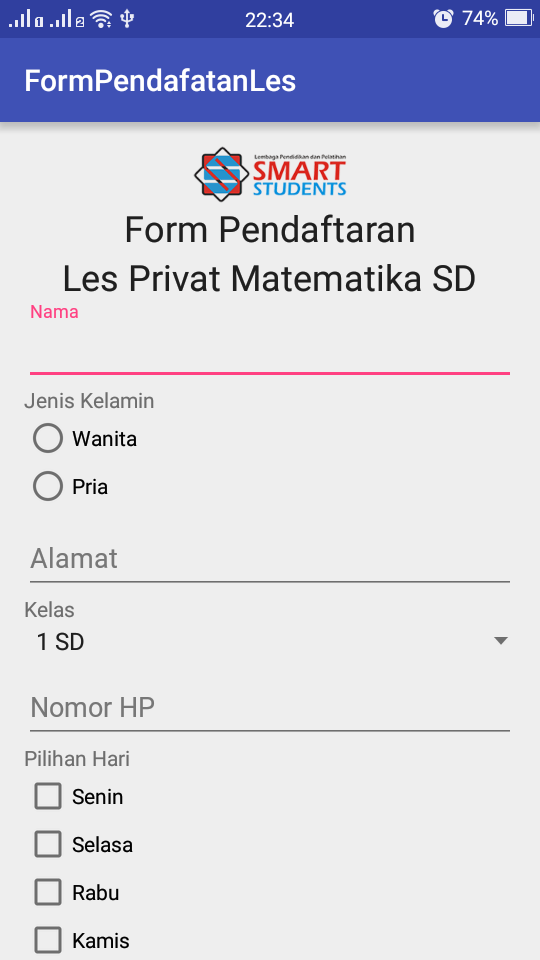 22:34
74%
FormPendafatanLes
Lembaga Pendidikan dan Pelatihan
SMART
STUDENTS
Form Pendaftaran
Les Privat Matematika SD
Nama
Jenis Kelamin
Wanita
Pria
Alamat
Kelas
1 SD
Nomor HP
Pilihan Hari
Senin
Selasa
Rabu
Kamis